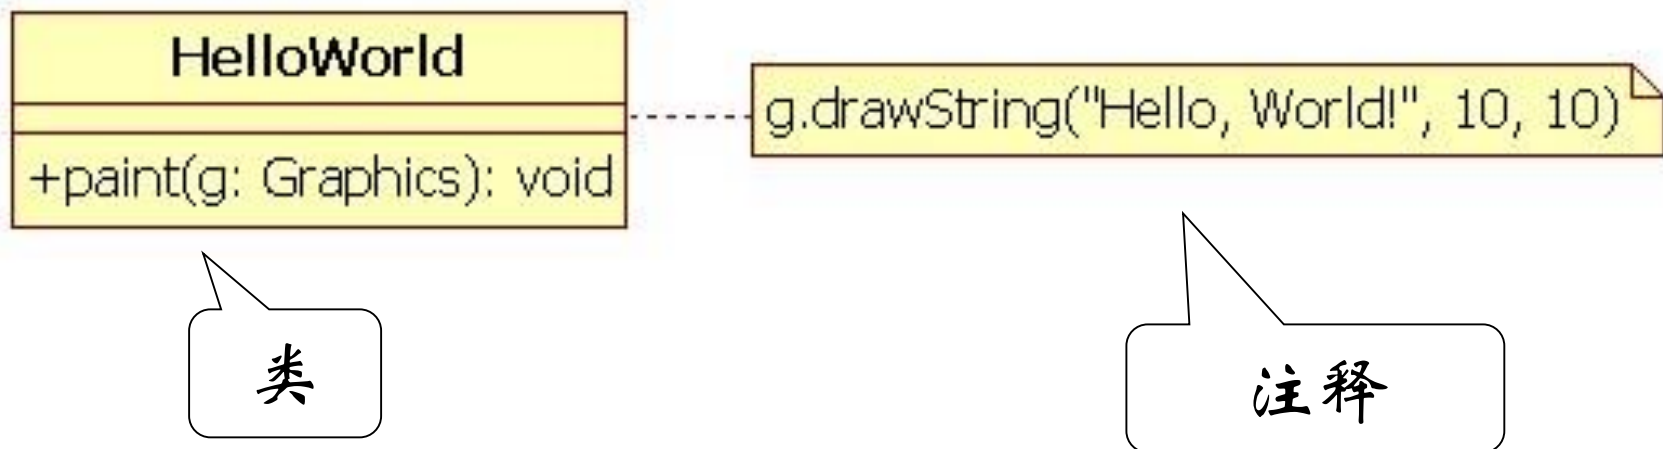 HelloWorld
g.drawString("Hello, World!", 10, 10)
+paint(g: Graphics): void
类
注释